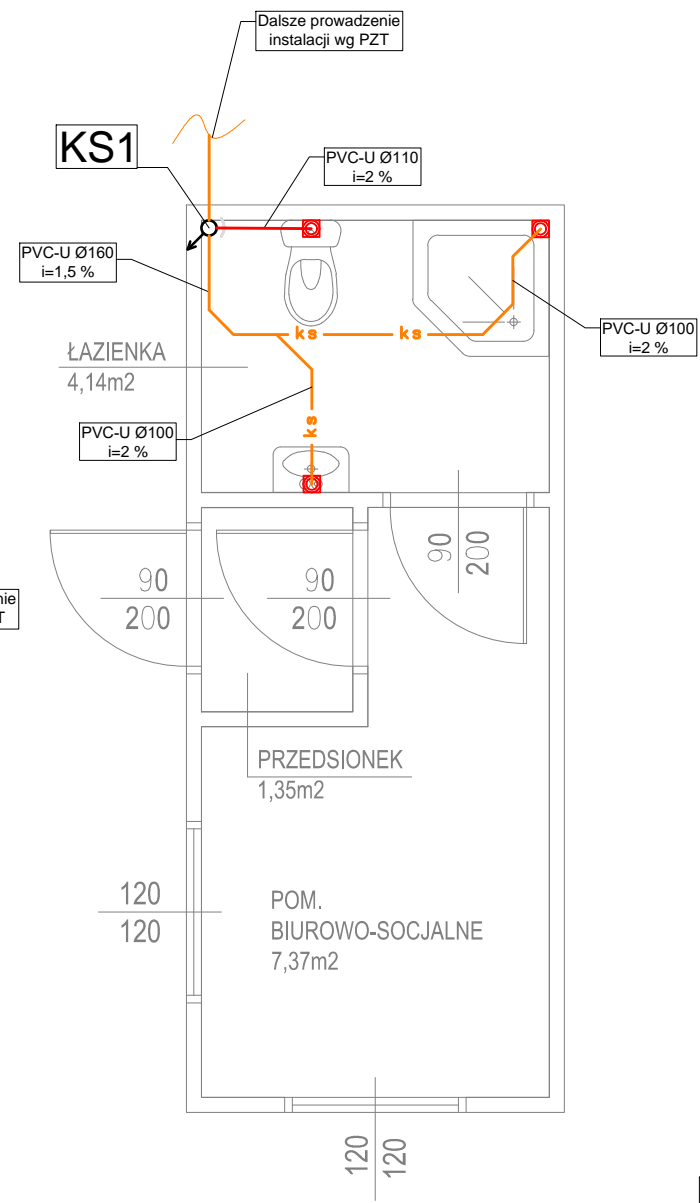 Dalsze prowadzenie
instalacji wg PZT
KS1
PVC-U Ø110
i=2 %
PVC-U Ø160
i=1,5 %
ks
ks
PVC-U Ø100
i=2 %
ŁAZIENKA
4,14m2
PVC-U Ø100
i=2 %
ks
90
200
90
200
90
200
nie
T
PRZEDSIONEK
1,35m2
120
120
POM.
BIUROWO-SOCJALNE
7,37m2
120
120